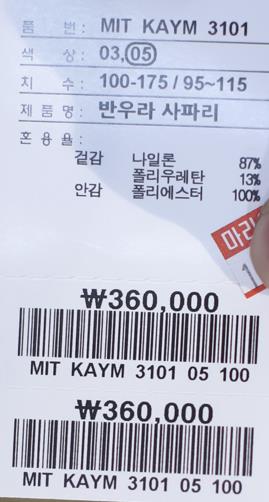 품 번 : MIT KAYM 3101
색 상 : 03, 05
치 수 : 100-175 / 95~115
제 품 명 : 반우라 사파리
혼 용 율 :
겉감 나일론 87%
폴리우레탄 13%
안감 폴리에스터 100%
마리
1
₩360,000
MIT KAYM 3101 05 100
₩360,000
MIT KAYM 3101 05 100